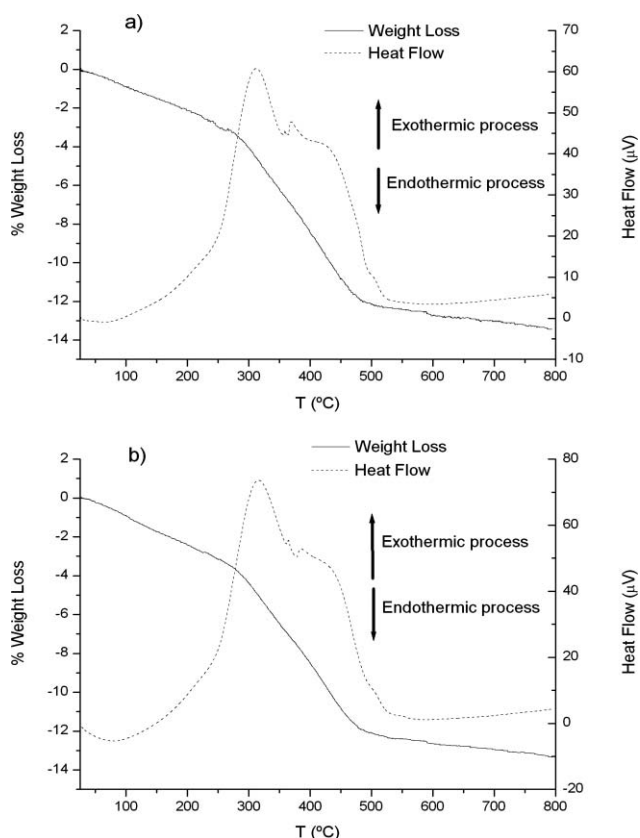 a)
Weight Loss
Heat Flow
Exothermic process
Endothermic process
2
0
-2
-4
-6
-8
-10
-12
-14
% Weight Loss
70
60
50
40
30
20
10
0
-10
Heat Flow (µV)
100 200 300 400 500 600 700 800
T (ºC)
b)
Weight Loss
Heat Flow
Exothermic process
Endothermic process
2
0
-2
-4
-6
-8
-10
-12
-14
% Weight Loss
80
60
40
20
0
-20
Heat Flow (µV)
100 200 300 400 500 600 700 800
T (ºC)